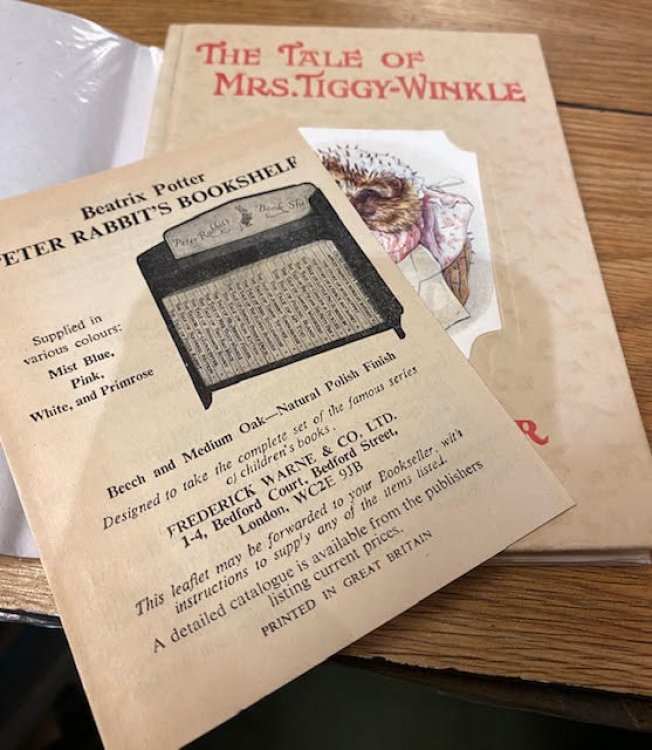 THE TALE OF
MRS. TIGGY-WINKLE
R
Beatrix Potter
PETER RABBIT'S BOOKSHELF
Peter Rabbit's Book She
Supplied in
various colours:
Mist Blue,
Pink,
White, and Primrose
Beech and Medium Oak—Natural Polish Finish
Designed to take the complete set of the famous series
of children's books.
FREDERICK WARNE & CO. LTD.
1-4, Bedford Court, Bedford Street,
London, WC2E 9JB
This leaflet may be forwarded to your Bookseller, with
instructions to supply any of the items listed.
A detailed catalogue is available from the publishers
listing current prices.
PRINTED IN GREAT BRITAIN